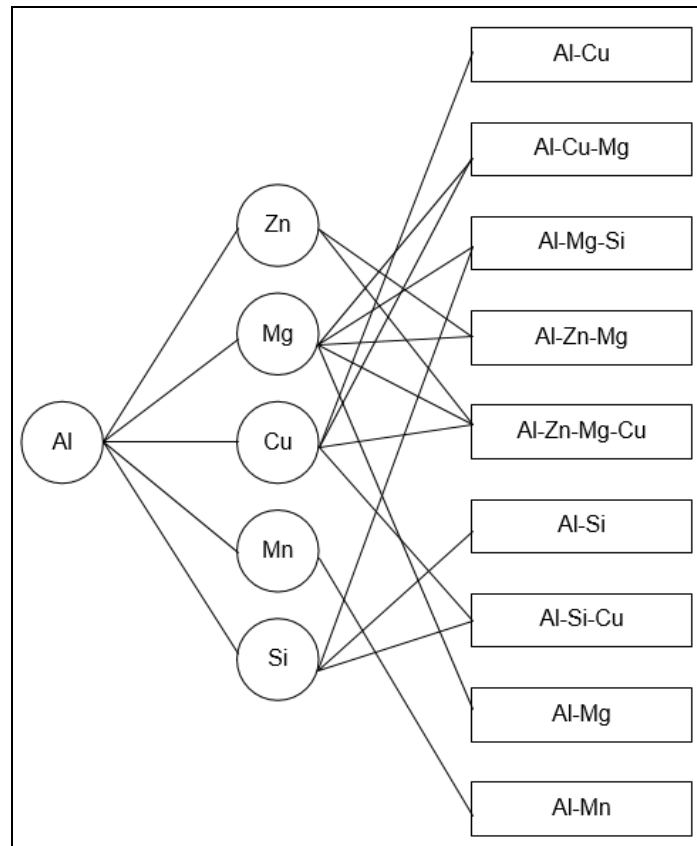 Al
Zn
Mg
Cu
Mn
Si
Al-Cu
Al-Cu-Mg
Al-Mg-Si
Al-Zn-Mg
Al-Zn-Mg-Cu
Al-Si
Al-Si-Cu
Al-Mg
Al-Mn